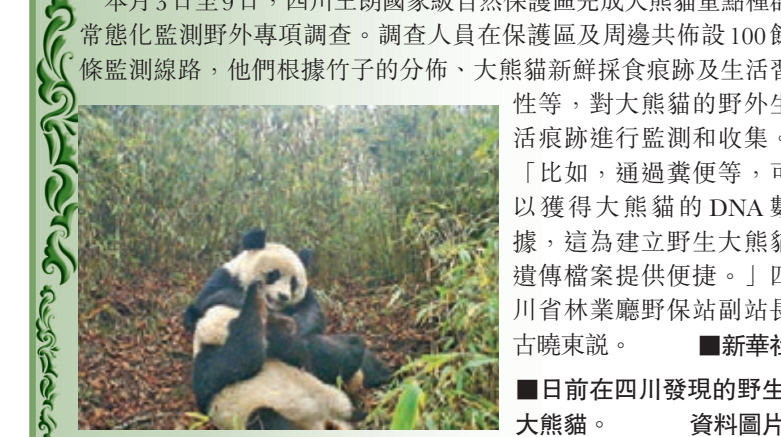 本月3日至9日，四川王朗國家級自然保護區完成大熊貓重點種群
常態化監測野外專項調查。調查人員在保護區及周邊共佈設100餘
條監測線路，他們根據竹子的分佈、大熊貓新鮮採食痕跡及生活習
性等，對大熊貓的野外生
活痕跡進行監測和收集。
「比如，通過糞便等，可
以獲得大熊貓的DNA數
據，這為建立野生大熊貓
遺傳檔案提供便捷。」四
川省林業廳野保站副站長
古曉東說。 ■新華社
■日前在四川發現的野生
大熊貓。 資料圖片